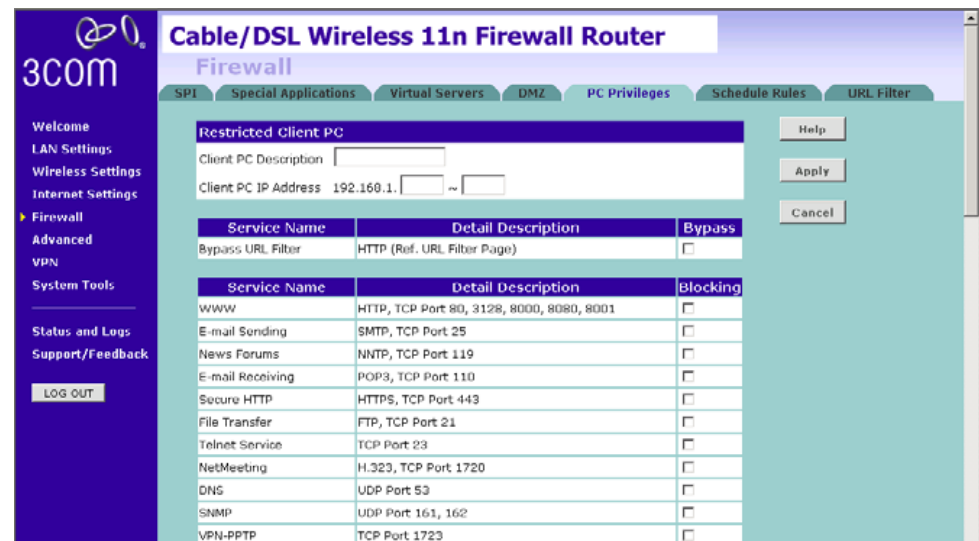 3COM
Cable/DSL Wireless 11n Firewall Router
Firewall
SPI Special Applications Virtual Servers DMZ PC Privileges Schedule Rules URL Filter
Welcome
LAN Settings
Wireless Settings
Internet Settings
Firewall
Advanced
VPN
System Tools
Status and Logs
Support/Feedback
LOG OUT
Restricted Client PC
Client PC Description
Client PC IP Address 192.168.1. ~
Service Name Detail Description Bypass
Bypass URL Filter HTTP (Ref. URL Filter Page)
Service Name Detail Description Blocking
WWW HTTP, TCP Port 80, 3128, 8000, 8080, 8001
E-mail Sending SMTP, TCP Port 25
News Forums NNTP, TCP Port 119
E-mail Receiving POP3, TCP Port 110
Secure HTTP HTTPS, TCP Port 443
File Transfer FTP, TCP Port 21
Telnet Service TCP Port 23
NetMeeting H.323, TCP Port 1720
DNS UDP Port 53
SNMP UDP Port 161, 162
VPN-PPTP TCP Port 1723
Help
Apply
Cancel